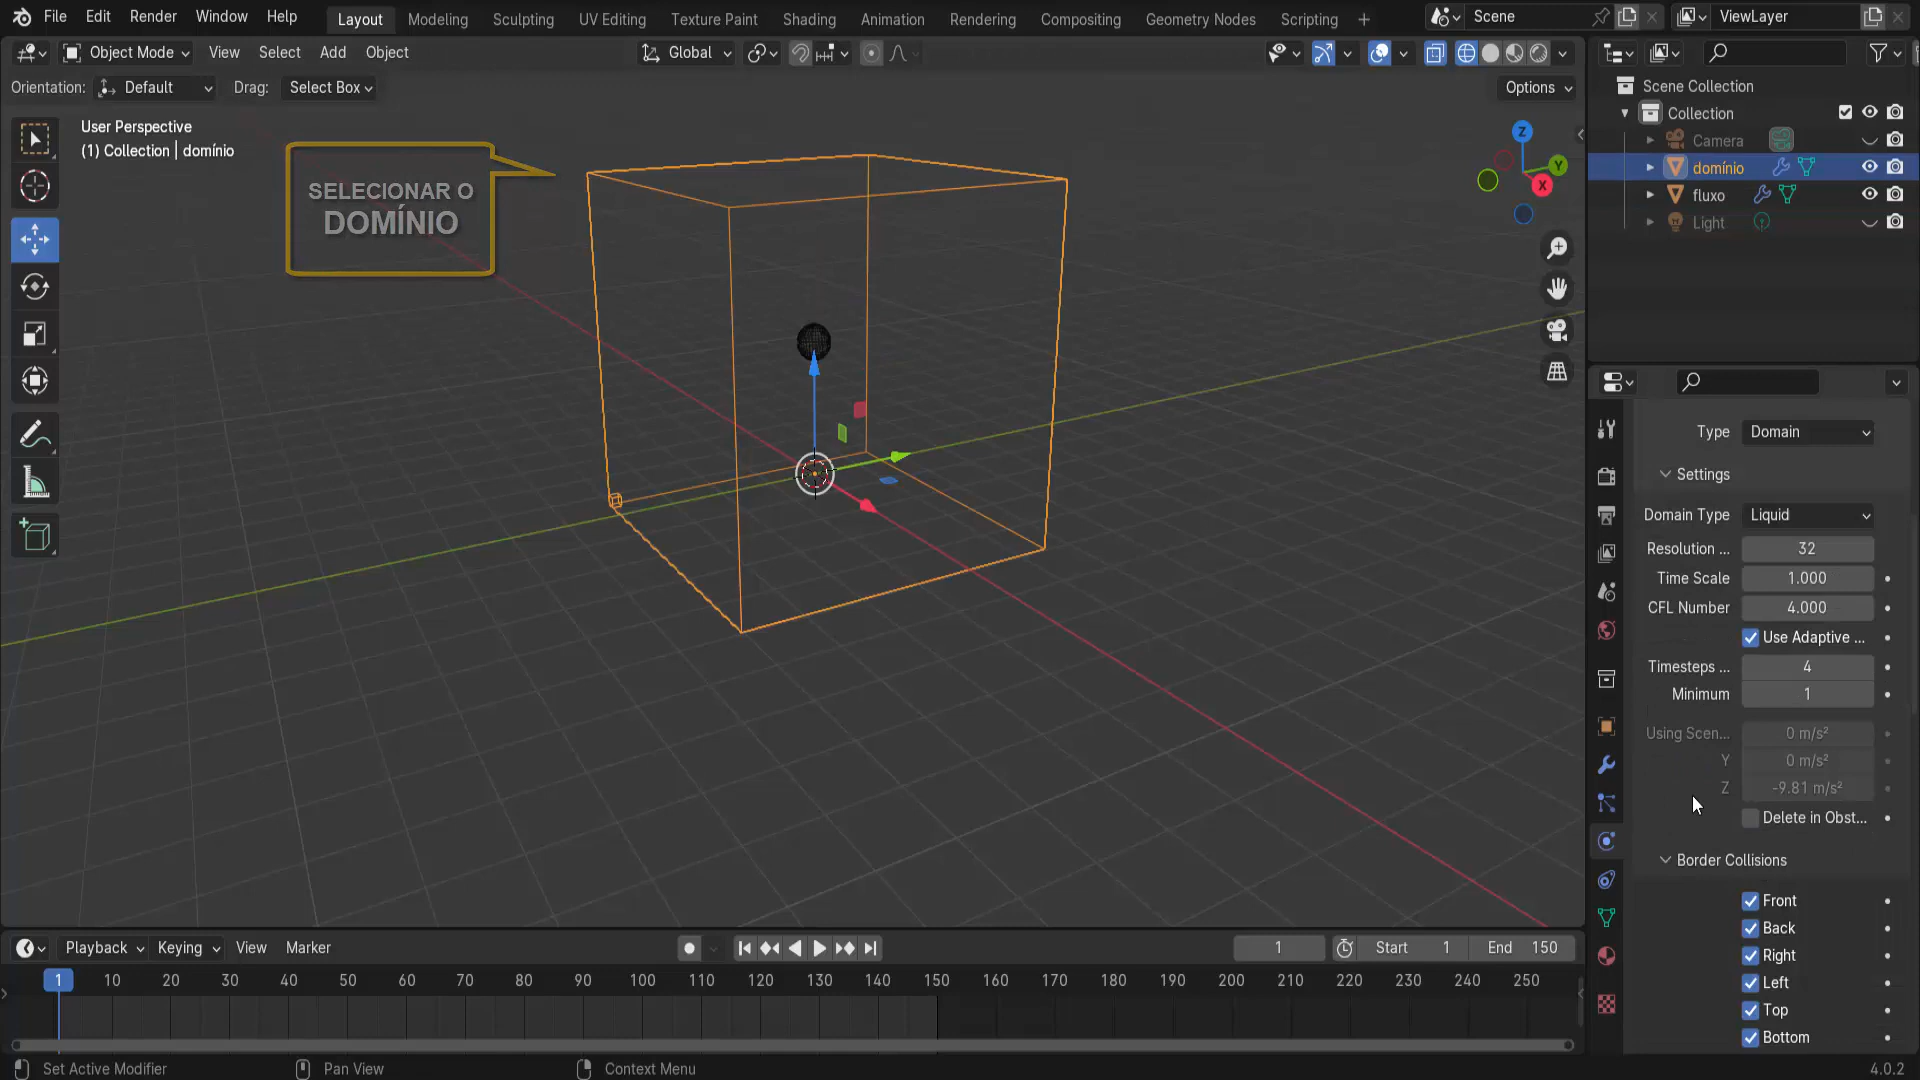 File Edit Render Window Help Layout Modeling Sculpting UV Editing Texture Paint Shading Animation Rendering Compositing Geometry Nodes Scripting + Scene ViewLayer
Object Mode View Select Add Object Global
Orientation: Default Drag: Select Box Options
User Perspective
(1) Collection | domínio
SELECIONAR O
DOMÍNIO
Z
Y
X
Scene Collection
Collection
Camera
domínio
fluxo
Light
Type Domain
Settings
Domain Type Liquid
Resolution ... 32
Time Scale 1.000
CFL Number 4.000
Use Adaptive ...
Timesteps ... 4
Minimum 1
Using Scen... 0 m/s²
Y 0 m/s²
Z -9.81 m/s²
Delete in Obst...
Border Collisions
Front
Back
Right
Left
Top
Bottom
Playback Keying View Marker 1 Start 1 End 150
1 10 20 30 40 50 60 70 80 90 100 110 120 130 140 150 160 170 180 190 200 210 220 230 240 250
Set Active Modifier Pan View Context Menu 4.0.2